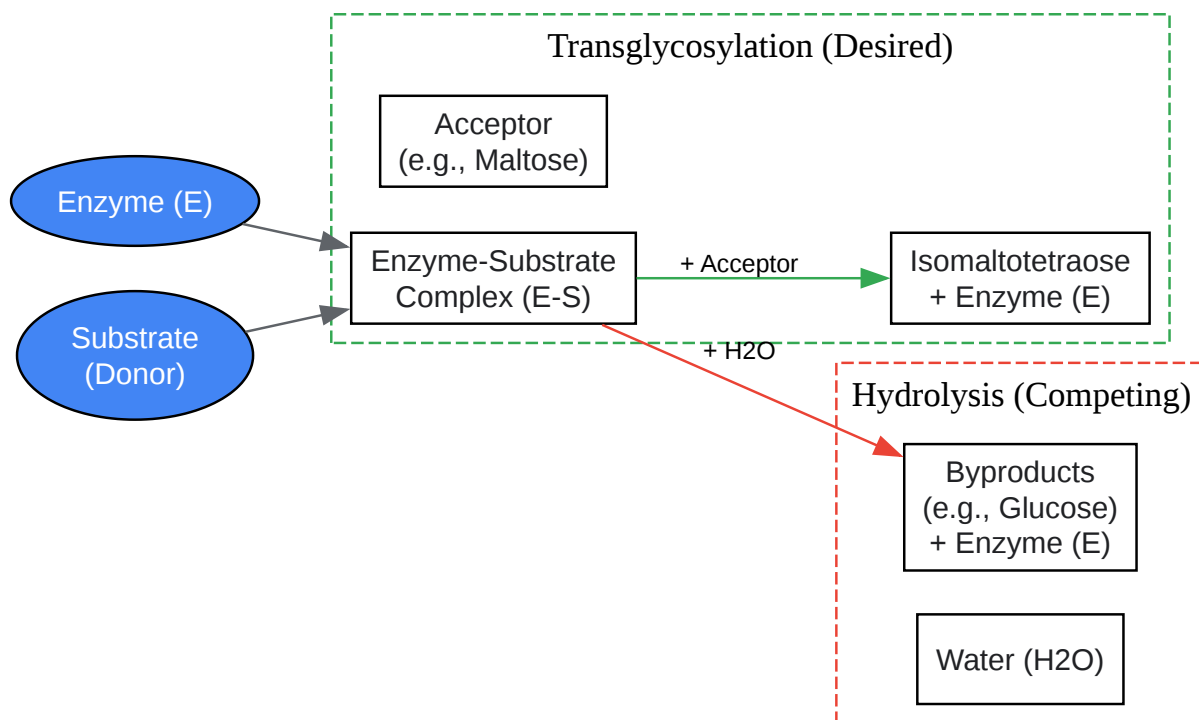 Transglycosylation (Desired)
Acceptor
(e.g., Maltose)
Enzyme (E)
Substrate
(Donor)
Enzyme-Substrate
Complex (E-S)
+ Acceptor
Isomaltotetraose
+ Enzyme (E)
+ H2O
Hydrolysis (Competing)
Byproducts
(e.g., Glucose)
+ Enzyme (E)
Water (H2O)